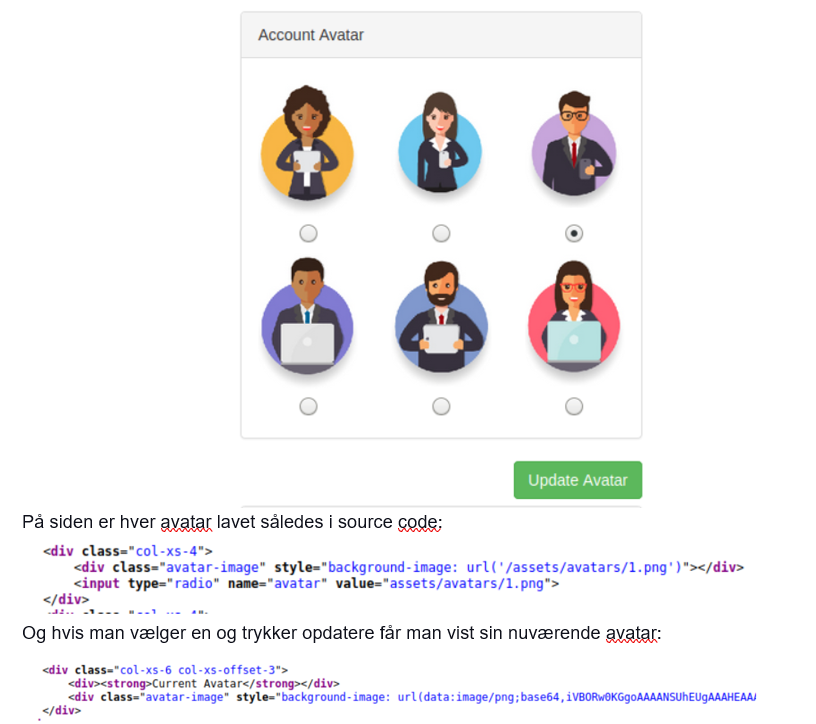 Account Avatar
Update Avatar
På siden er hver avatar lavet således i source code:
<div class="col-xs-4">
<div class="avatar-image" style="background-image: url('/assets/avatars/1.png')"></div>
<input type="radio" name="avatar" value="assets/avatars/1.png">
</div>
Og hvis man vælger en og trykker opdatere får man vist sin nuværende avatar:
<div class="col-xs-6 col-xs-offset-3">
<div><strong>Current Avatar</strong></div>
<div class="avatar-image" style="background-image: url(data:image/png;base64,iVBORw0KGgoAAAANSUhEUgAAAHEAA
</div>